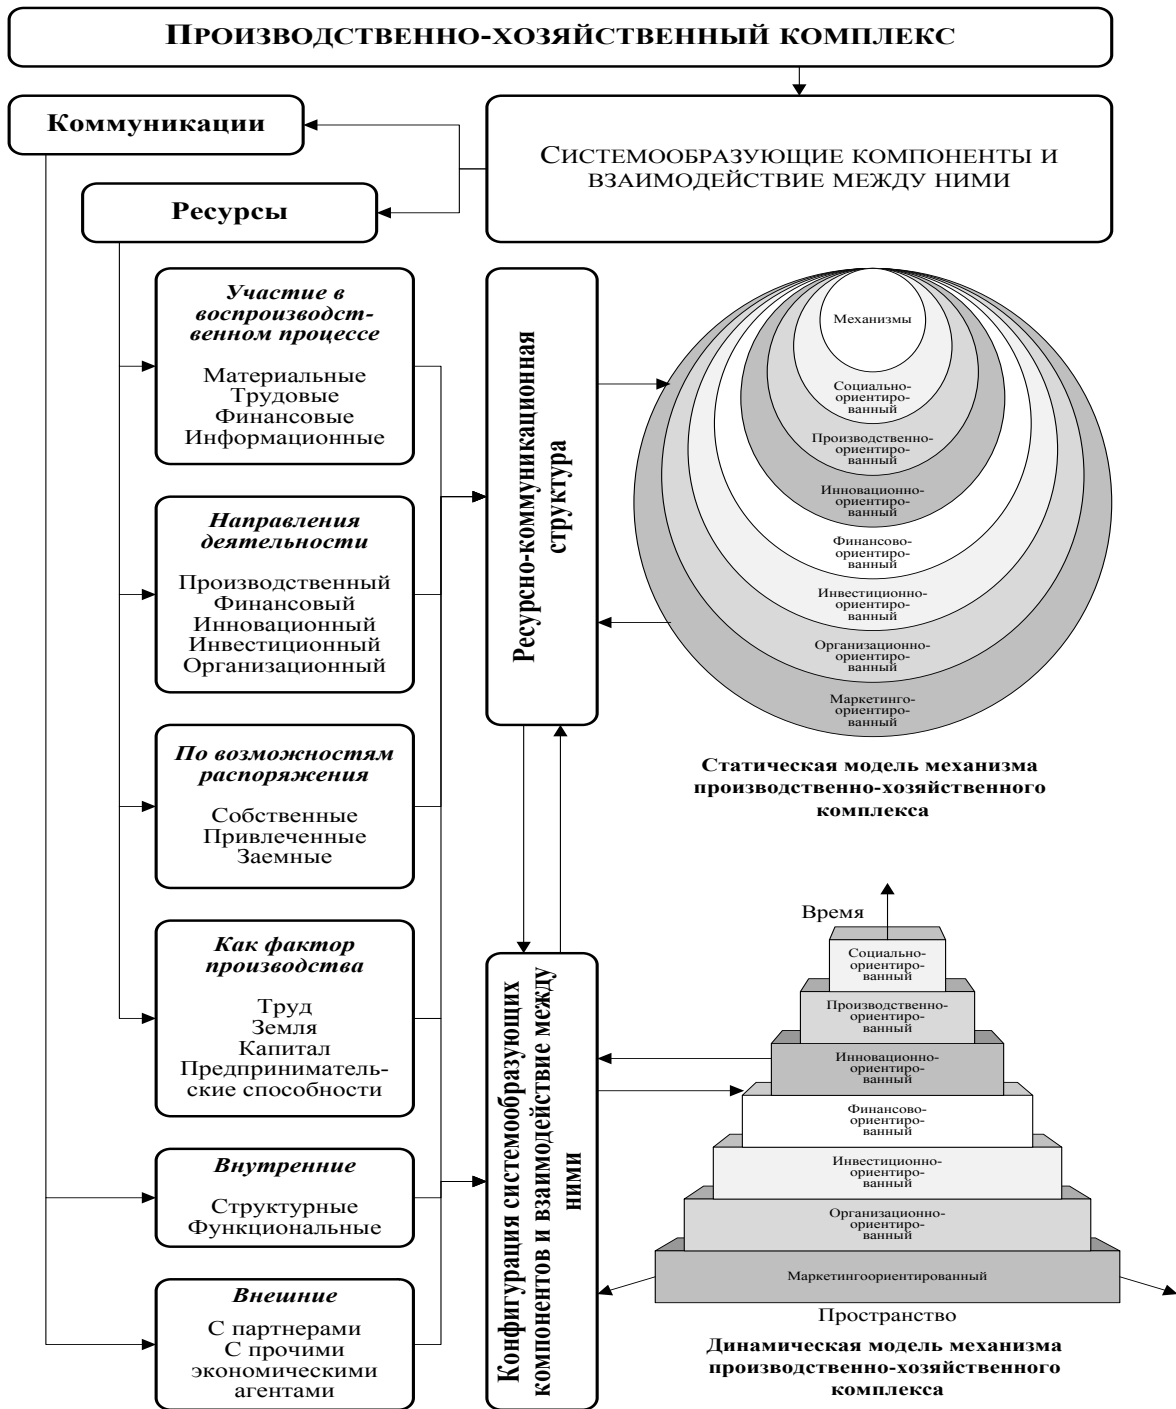 ПРОИЗВОДСТВЕННО-ХОЗЯЙСТВЕННЫЙ КОМПЛЕКС
Коммуникации
СИСТЕМООБРАЗУЮЩИЕ КОМПОНЕНТЫ И
ВЗАИМОДЕЙСТВИЕ МЕЖДУ НИМИ
Ресурсы
Участие в
воспроизводст-
венном процессе
Материальные
Трудовые
Финансовые
Информационные
Направления
деятельности
Производственный
Финансовый
Инновационный
Инвестиционный
Организационный
По возможностям
распоряжения
Собственные
Привлеченные
Заемные
Как фактор
производства
Труд
Земля
Капитал
Предприниматель-
ские способности
Внутренние
Структурные
Функциональные
Внешние
С партнерами
С прочими
экономическими
агентами
Ресурсно-коммуникационная
структура
Конфигурация системообразующих
компонентов и взаимодействие между
ними
Механизмы
Социально-
ориентиро-
ванный
Производственно-
ориентиро-
ванный
Инновационно-
ориентиро-
ванный
Финансово-
ориентиро-
ванный
Инвестиционно-
ориентиро-
ванный
Организационно-
ориентиро-
ванный
Маркетинго-
ориентиро-
ванный
Статическая модель механизма
производственно-хозяйственного
комплекса
Время
Социально-
ориентиро-
ванный
Производственно-
ориентиро-
ванный
Инновационно-
ориентиро-
ванный
Финансово-
ориентиро-
ванный
Инвестиционно-
ориентиро-
ванный
Организационно-
ориентиро-
ванный
Маркетингоориентированный
Пространство
Динамическая модель механизма
производственно-хозяйственного
комплекса